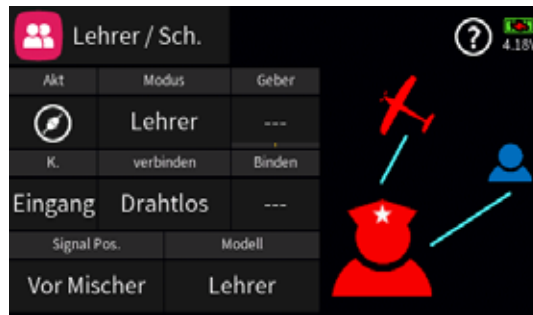 Lehrer / Sch.
?
4.18V
Akt Modus Geber
Lehrer ---
K. verbinden Binden
Eingang Drahtlos ---
Signal Pos. Modell
Vor Mischer Lehrer